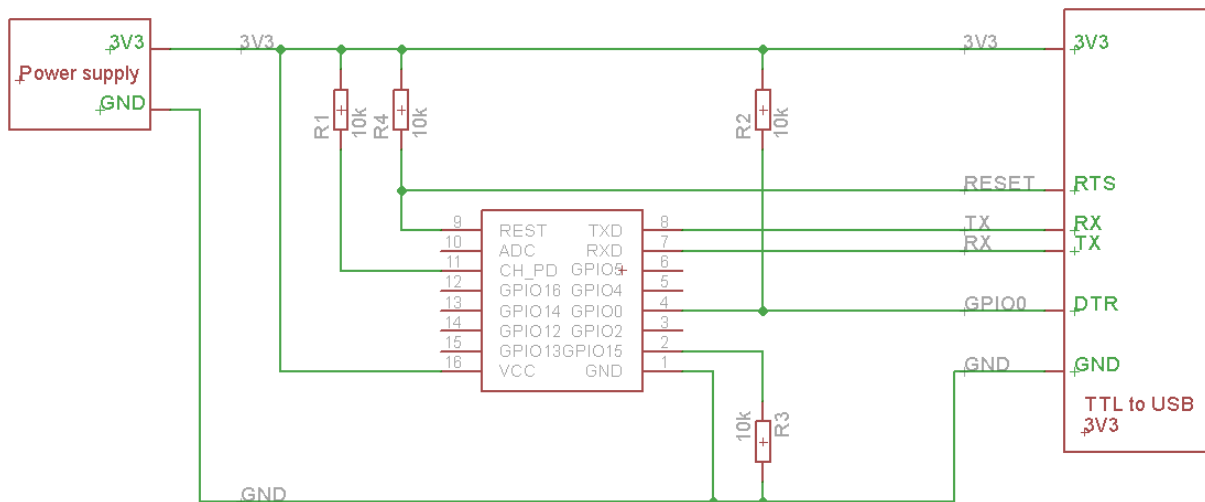 3V3
Power supply
GND
3V3
3V3
3V3
R1
10k
R4
10k
R2
10k
RESET
RTS
TX
RX
RX
TX
GPIO0
DTR
GND
GND
TTL to USB
3V3
9
REST
TXD
8
10
ADC
RXD
7
11
CH_PD
GPIO5
6
12
GPIO16
GPIO4
5
13
GPIO14
GPIO0
4
14
GPIO12
GPIO2
3
15
GPIO13
GPIO15
2
16
VCC
GND
1
10k
R3
GND